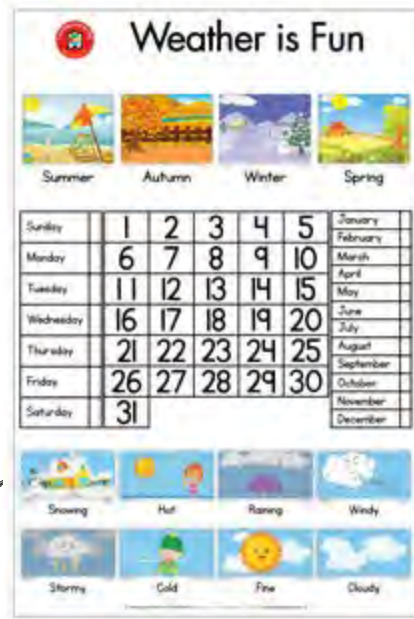 Weather is Fun
Summer Autumn Winter Spring
Sunday 1 2 3 4 5 January
February
Monday 6 7 8 9 10 March
April
Tuesday 11 12 13 14 15 May
Wednesday 16 17 18 19 20 June
July
Thursday 21 22 23 24 25 August
September
Friday 26 27 28 29 30 October
Saturday 31 November
December
Snowing Hot Raining Windy
Stormy Cold Fine Cloudy